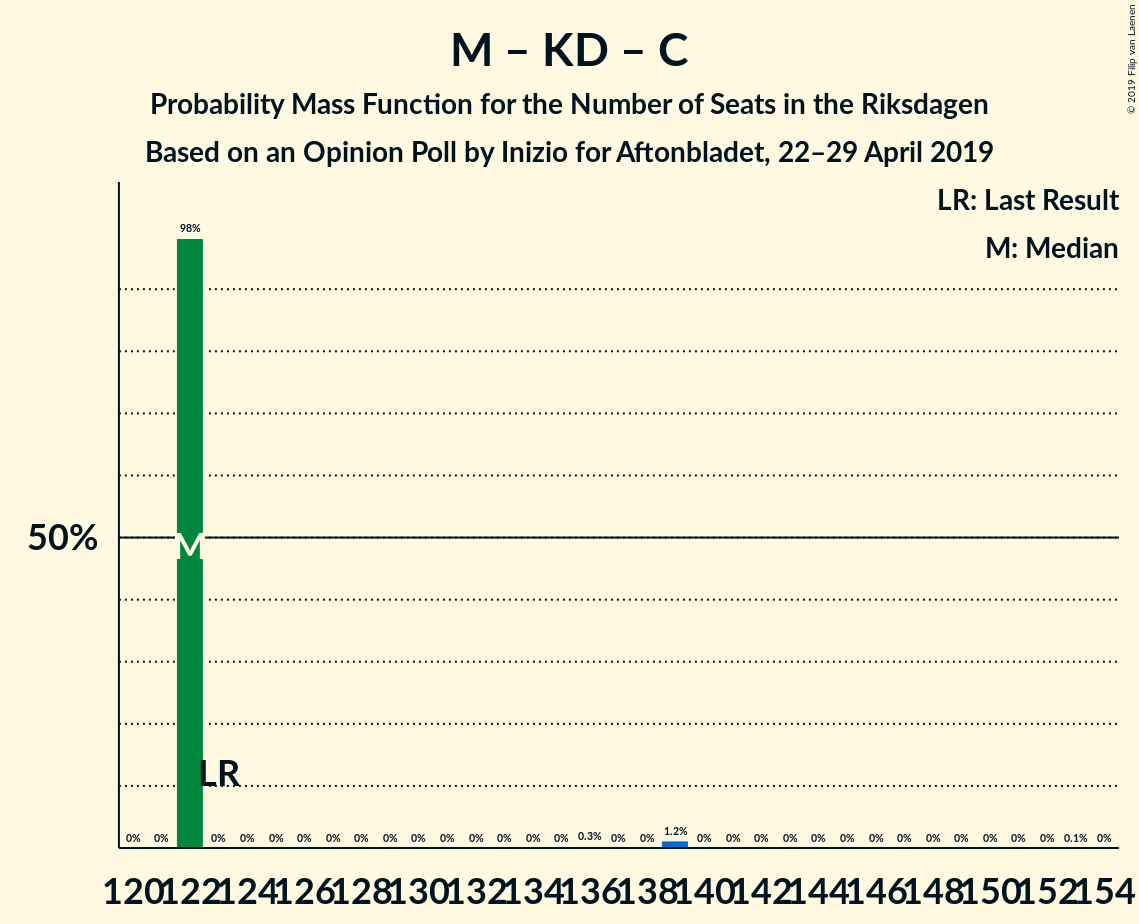 M – KD – C
Probability Mass Function for the Number of Seats in the Riksdagen
Based on an Opinion Poll by Inizio for Aftonbladet, 22–29 April 2019
© 2019 Filip van Laenen
LR: Last Result
M: Median
98%
50%
M
LR
0% 0% 0% 0% 0% 0% 0% 0% 0% 0% 0% 0% 0% 0% 0.3% 0% 0% 1.2% 0% 0% 0% 0% 0% 0% 0% 0% 0% 0% 0% 0% 0% 0.1% 0%
120 122 124 126 128 130 132 134 136 138 140 142 144 146 148 150 152 154